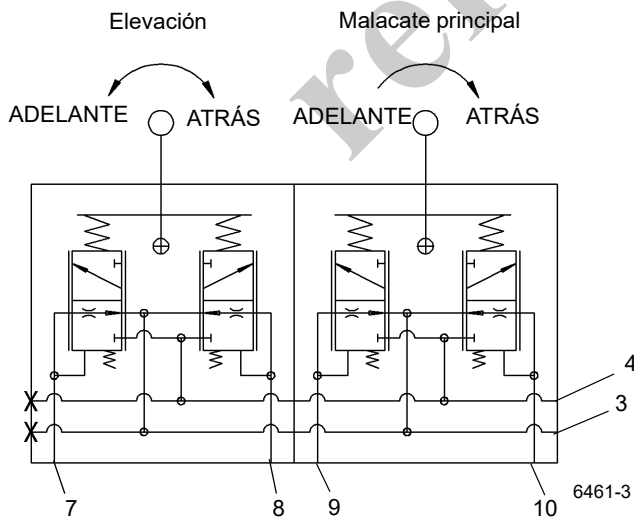 Elevación
Malacate principal
ADELANTE
ATRÁS
ADELANTE
ATRÁS
4
3
7
8
9
10
6461-3